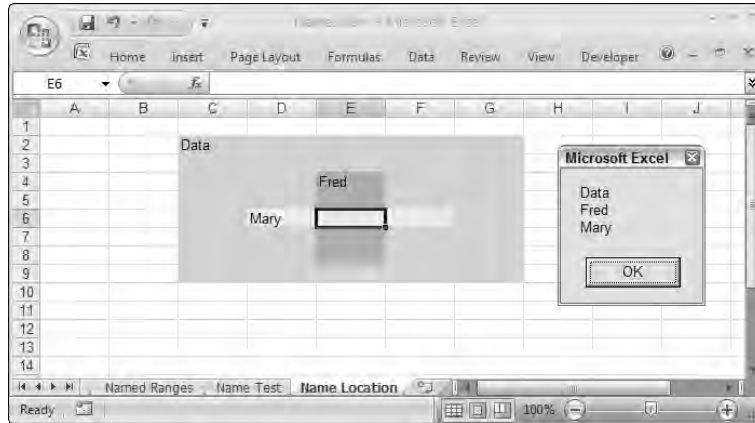 Microsoft Excel
Home Insert Page Layout Formulas Data Review View Developer
E6 fx
A B C D E F G H I J
1
2 Data
3
4 Fred
5
6 Mary
7
8
9
10
11
12
13
14
Microsoft Excel
Data
Fred
Mary
OK
Named Ranges Name Test Name Location
Ready 100%